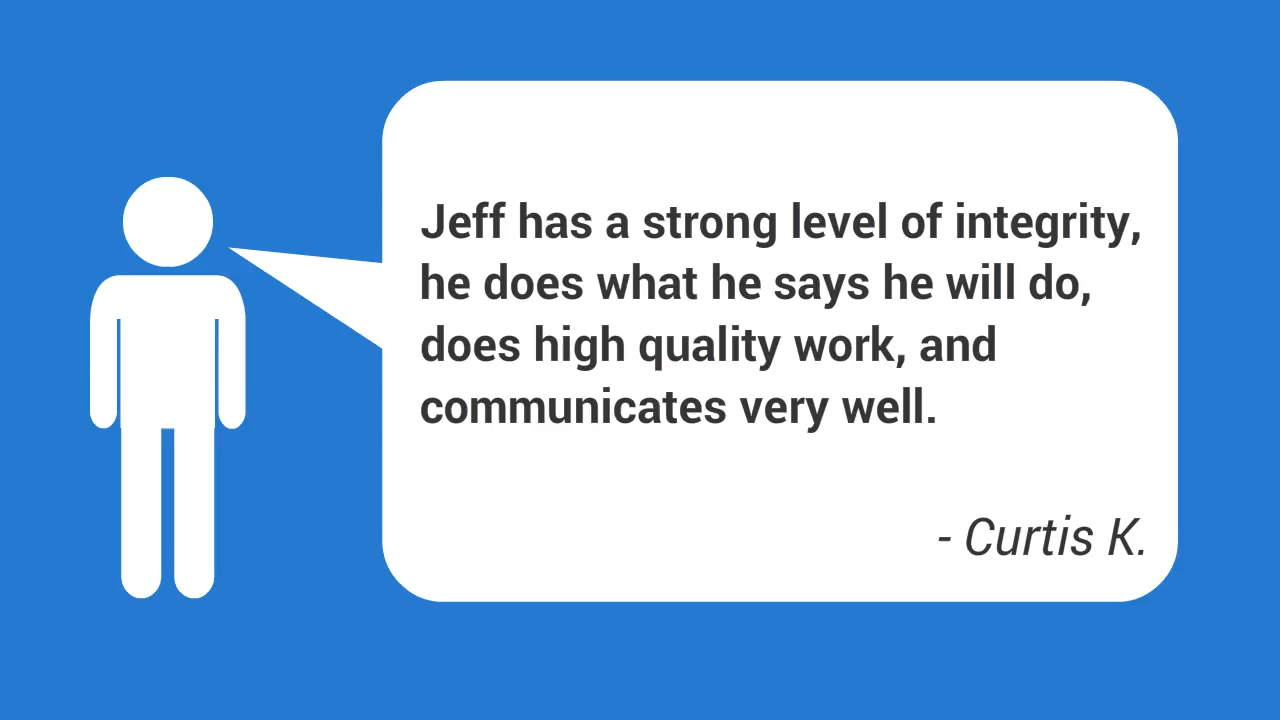 Jeff has a strong level of integrity,
he does what he says he will do,
does high quality work, and
communicates very well.
- Curtis K.